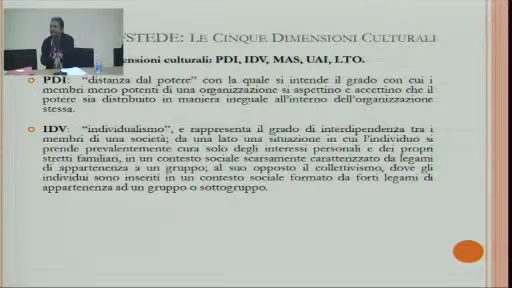 FSTEDE: LE CINQUE DIMENSIONI CULTURALI
ensioni culturali: PDI, IDV, MAS, UAI, LTO.
PDI: “distanza dal potere” con la quale si intende il grado con cui i
membri meno potenti di una organizzazione si aspettino e accettino che il
potere sia distribuito in maniera ineguale all'interno dell'organizzazione
stessa.
IDV: “individualismo”, e rappresenta il grado di interdipendenza tra i
membri di una società; da un lato una situazione in cui l'individuo si
prende prevalentemente cura solo degli interessi personali e dei propri
stretti familiari, in un contesto sociale scarsamente caratterizzato da legami
di appartenenza a un gruppo; al suo opposto il collettivismo, dove gli
individui sono inseriti in un contesto sociale formato da forti legami di
appartenenza ad un gruppo o sottogruppo.